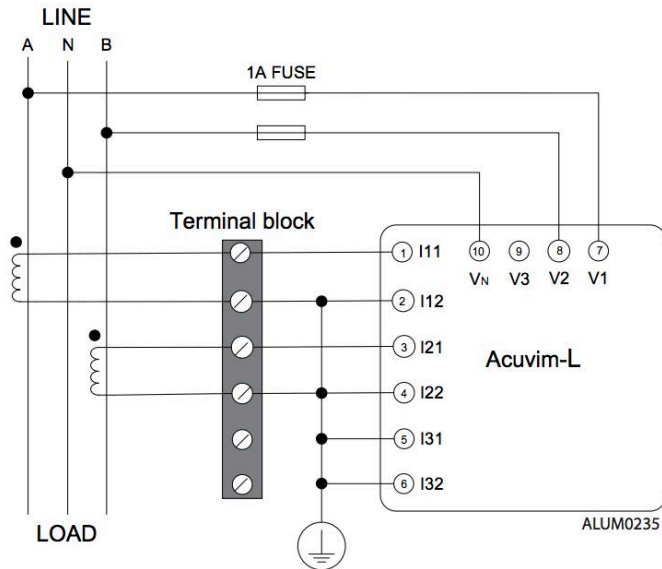 LINE
A N B
1A FUSE
Terminal block
1 I11
2 I12
3 I21
4 I22
5 I31
6 I32
10 9 8 7
VN V3 V2 V1
Acuvim-L
ALUM0235
LOAD